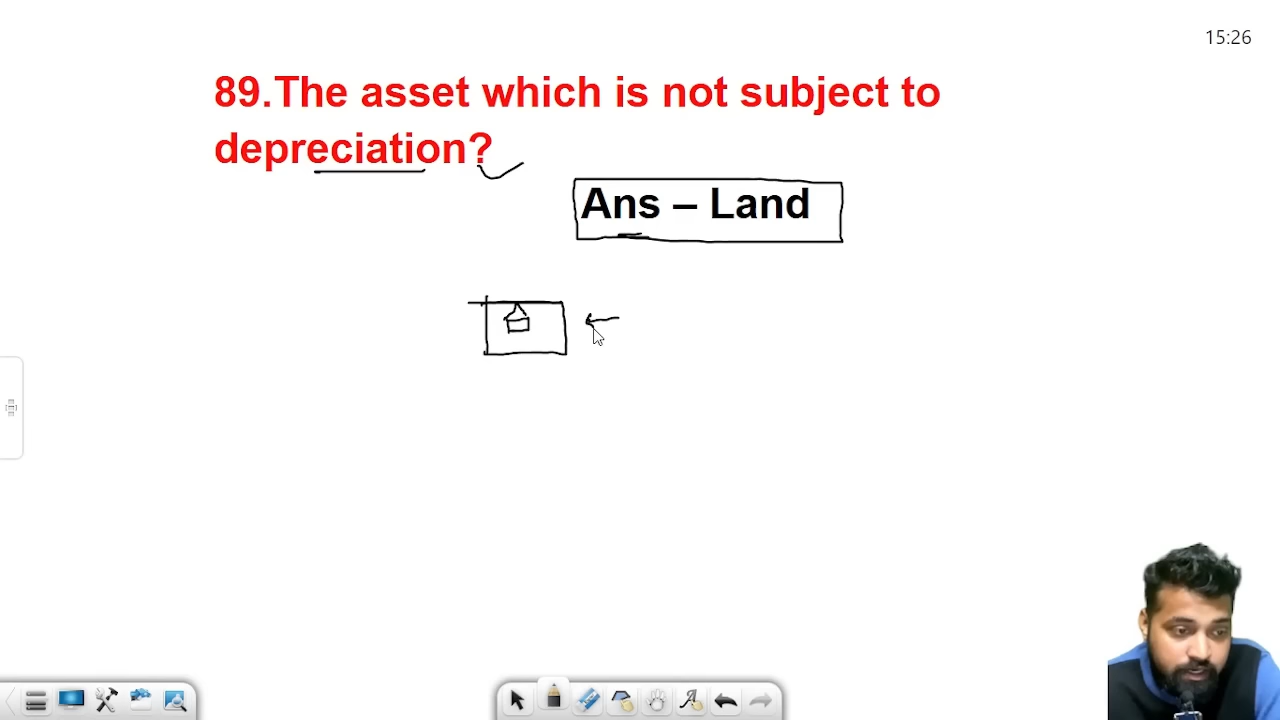 15:26
89.The asset which is not subject to
depreciation?
Ans – Land